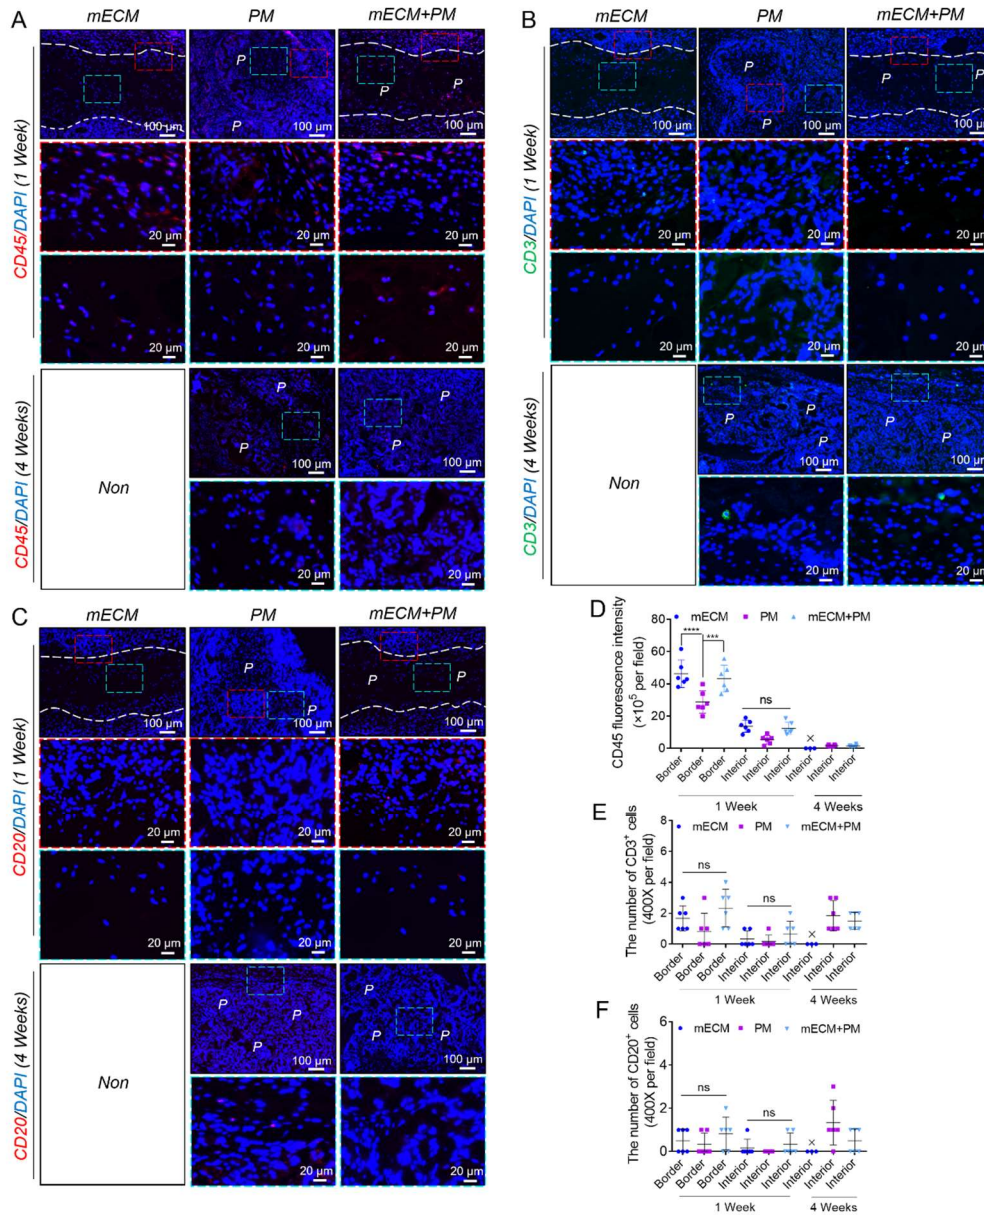 A
mECM PM mECM+PM
CD45/DAPI (1 Week)
P P P P P
100 µm 100 µm 100 µm
20 µm 20 µm 20 µm
20 µm 20 µm 20 µm
CD45/DAPI (4 Weeks)
Non
P P P P
100 µm 100 µm
20 µm 20 µm
B
mECM PM mECM+PM
CD3/DAPI (1 Week)
P P P P
100 µm 100 µm 100 µm
20 µm 20 µm 20 µm
20 µm 20 µm 20 µm
CD3/DAPI (4 Weeks)
Non
P P P P P
100 µm 100 µm
20 µm 20 µm
C
mECM PM mECM+PM
CD20/DAPI (1 Week)
P P P P
100 µm 100 µm 100 µm
20 µm 20 µm 20 µm
20 µm 20 µm 20 µm
CD20/DAPI (4 Weeks)
Non
P P P P P P
100 µm 100 µm
20 µm 20 µm
D
mECM PM mECM+PM
CD45 fluorescence intensity
(×10⁵ per field)
80
60
40
20
0
**** ***
ns
×
Border Border Border Interior Interior Interior Interior Interior Interior
1 Week 4 Weeks
E
mECM PM mECM+PM
The number of CD3⁺ cells
(400X per field)
8
6
4
2
0
ns ns
×
Border Border Border Interior Interior Interior Interior Interior Interior
1 Week 4 Weeks
F
mECM PM mECM+PM
The number of CD20⁺ cells
(400X per field)
6
4
2
0
ns ns
×
Border Border Border Interior Interior Interior Interior Interior Interior
1 Week 4 Weeks